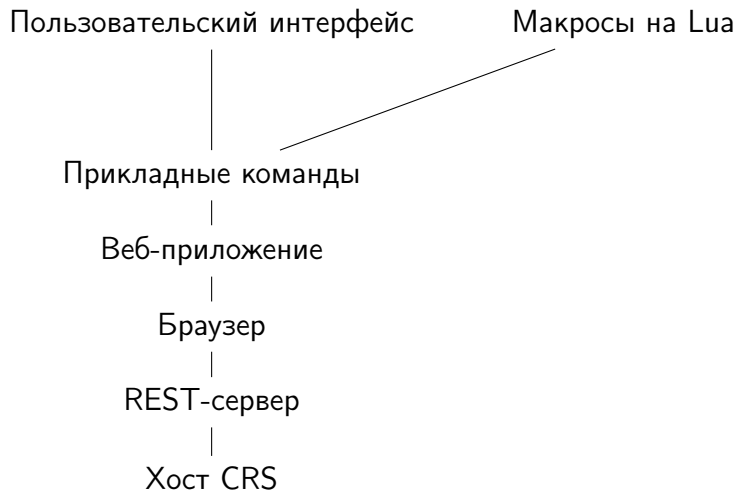 Пользовательский интерфейс
Макросы на Lua
Прикладные команды
Веб-приложение
Браузер
REST-сервер
Хост CRS